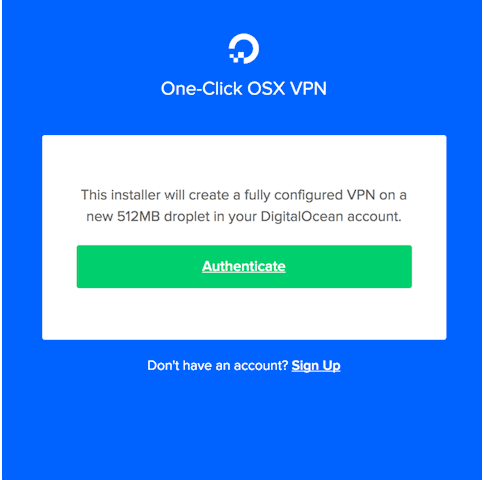 One-Click OSX VPN
This installer will create a fully configured VPN on a
new 512MB droplet in your DigitalOcean account.
Authenticate
Don't have an account? Sign Up